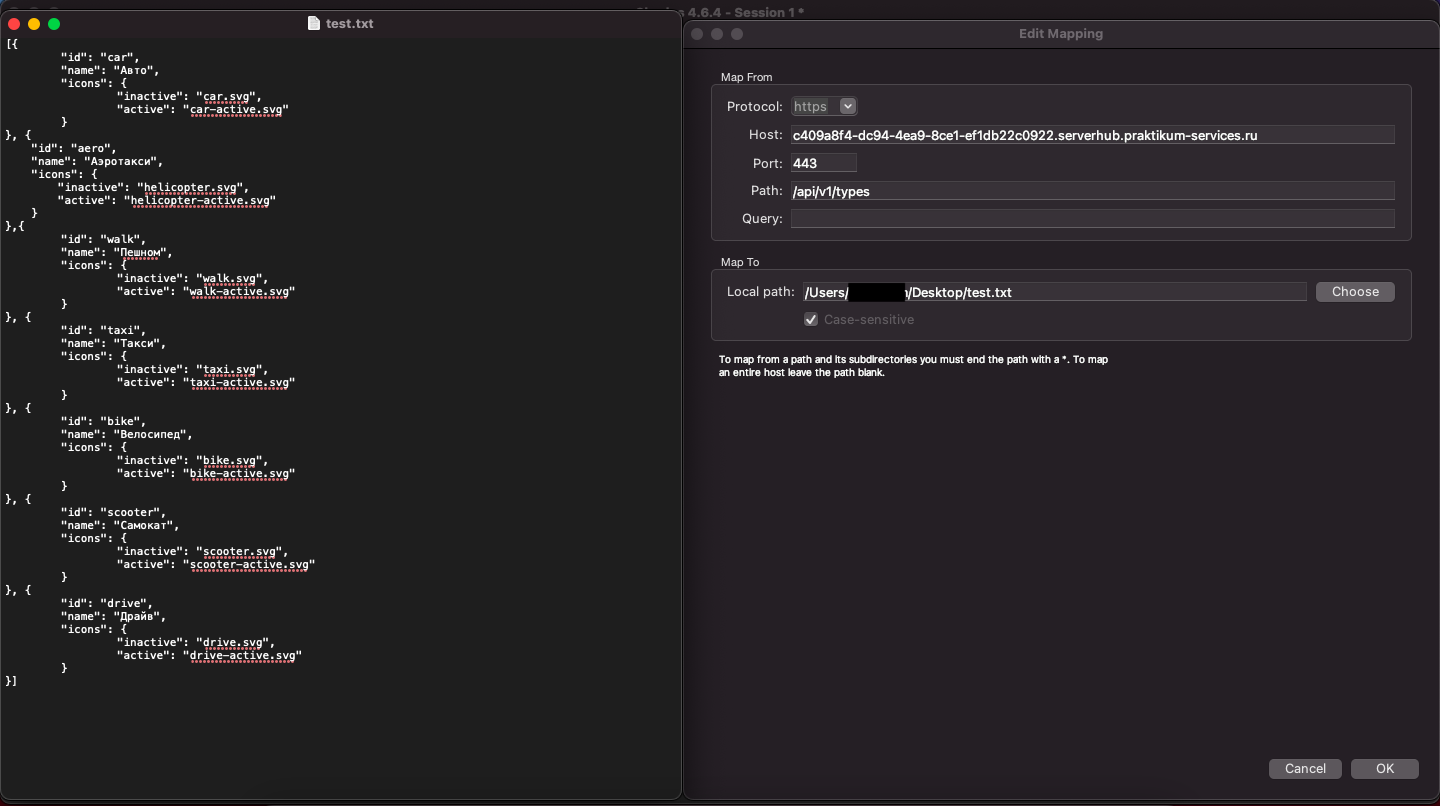 s 4.6.4 - Session 1 *
test.txt
[{
"id": "car",
"name": "Авто",
"icons": {
"inactive": "car.svg",
"active": "car-active.svg"
}
}, {
"id": "aero",
"name": "Аэротакси",
"icons": {
"inactive": "helicopter.svg",
"active": "helicopter-active.svg"
}
},{
"id": "walk",
"name": "Пешном",
"icons": {
"inactive": "walk.svg",
"active": "walk-active.svg"
}
}, {
"id": "taxi",
"name": "Такси",
"icons": {
"inactive": "taxi.svg",
"active": "taxi-active.svg"
}
}, {
"id": "bike",
"name": "Велосипед",
"icons": {
"inactive": "bike.svg",
"active": "bike-active.svg"
}
}, {
"id": "scooter",
"name": "Самокат",
"icons": {
"inactive": "scooter.svg",
"active": "scooter-active.svg"
}
}, {
"id": "drive",
"name": "Драйв",
"icons": {
"inactive": "drive.svg",
"active": "drive-active.svg"
}
}]
Edit Mapping
Map From
Protocol: https
Host: c409a8f4-dc94-4ea9-8ce1-ef1db22c0922.serverhub.praktikum-services.ru
Port: 443
Path: /api/v1/types
Query:
Map To
Local path: /Users/ /Desktop/test.txt Choose
Case-sensitive
To map from a path and its subdirectories you must end the path with a *. To map
an entire host leave the path blank.
Cancel OK